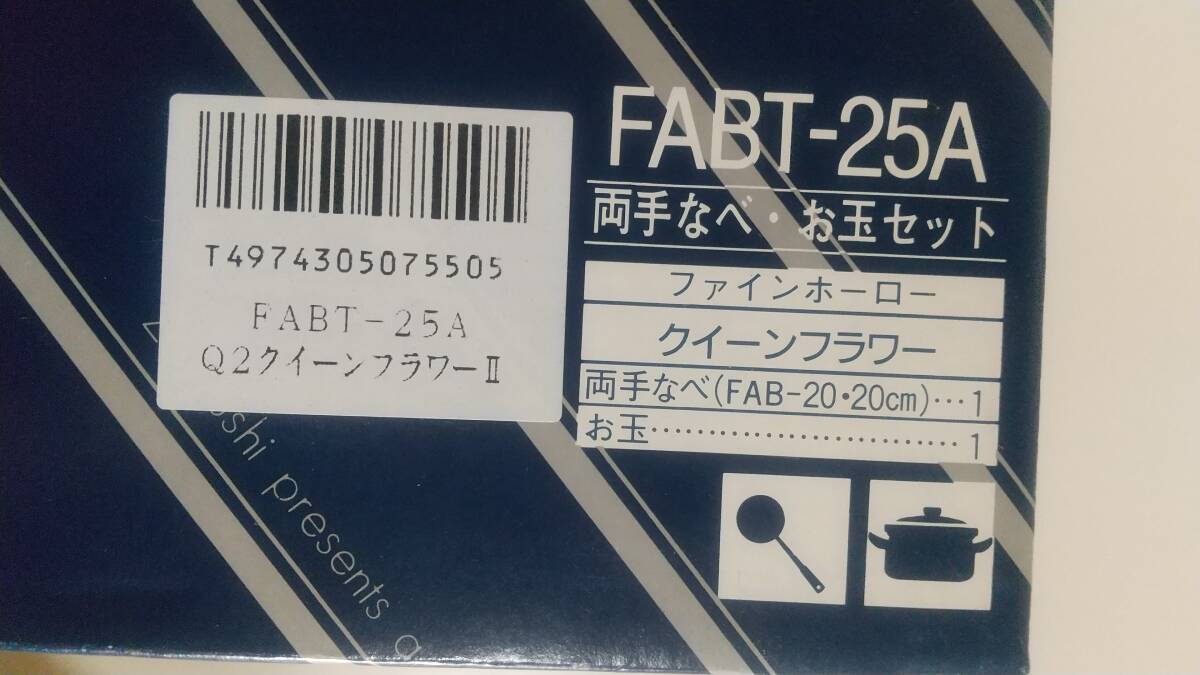 T4974305075505
FABT-25A
Q2クイーンフラワーⅡ
FABT-25A
両手なべ・お玉セット
ファインホーロー
クイーンフラワー
両手なべ(FAB-20・20cm)…1
お玉…………………………1
presents a